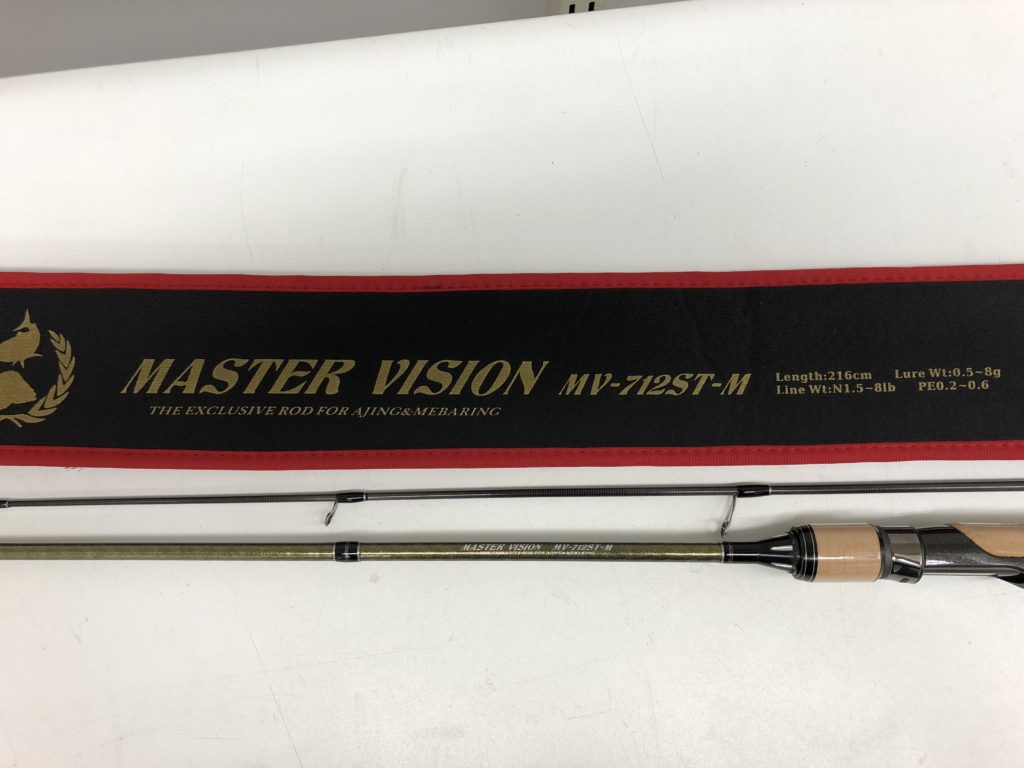 MASTER VISION MV-712ST-M
THE EXCLUSIVE ROD FOR AJING&MEBARING
Length:216cm Lure Wt:0.5~8g
Line Wt:N1.5~8lb PE0.2~0.6
MASTER VISION MV-712ST-M